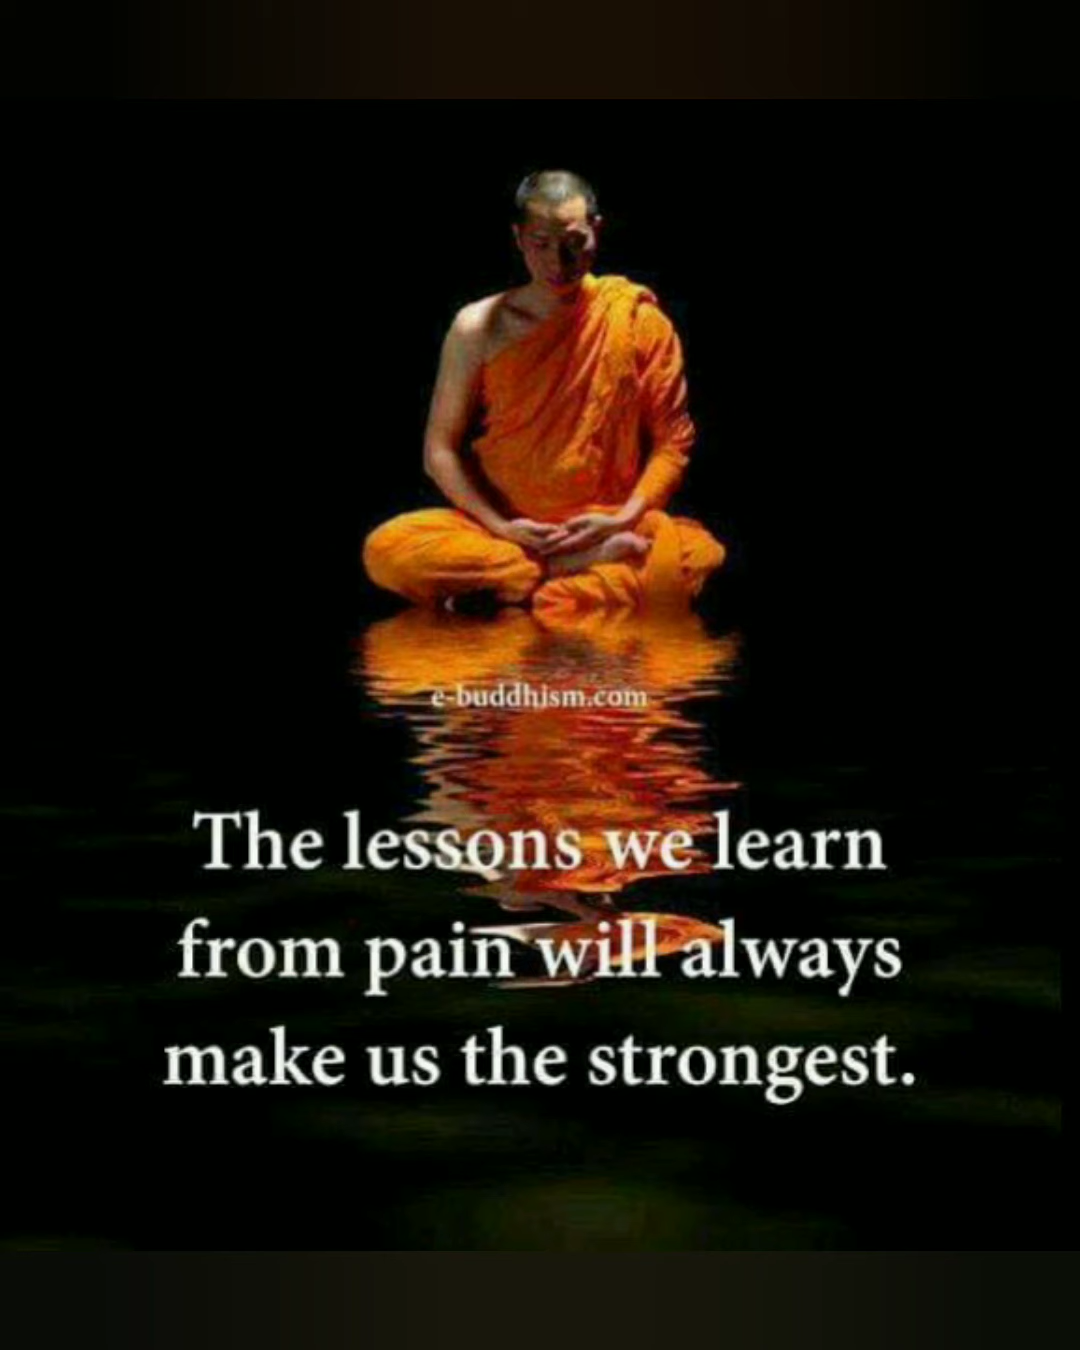 e-buddhism.com
The lessons we learn
from pain will always
make us the strongest.